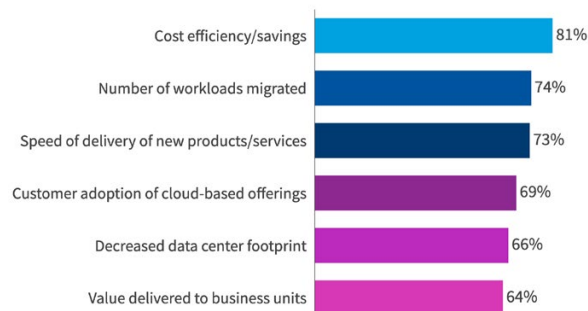 Cost efficiency/savings 81%
Number of workloads migrated 74%
Speed of delivery of new products/services 73%
Customer adoption of cloud-based offerings 69%
Decreased data center footprint 66%
Value delivered to business units 64%